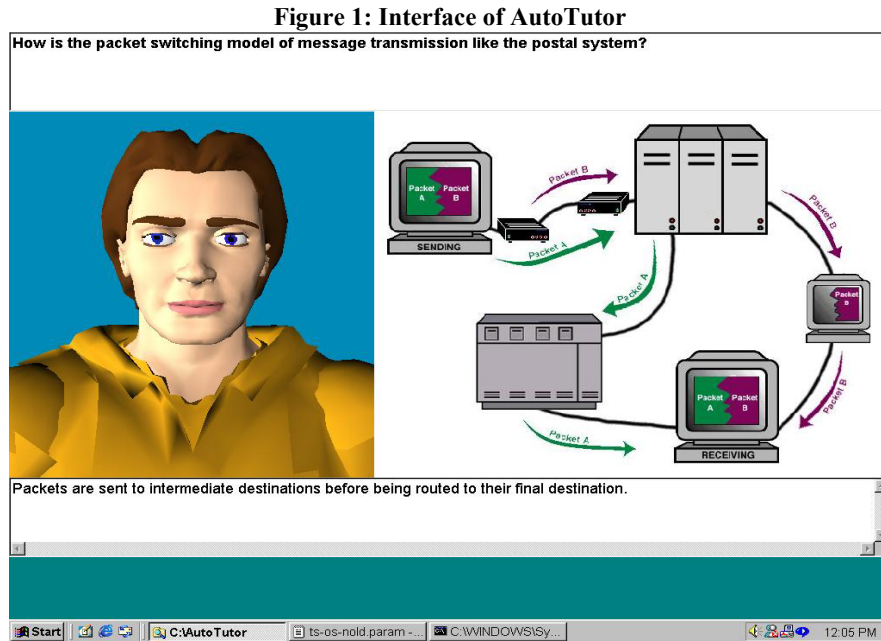 Figure 1: Interface of AutoTutor
How is the packet switching model of message transmission like the postal system?
Packet B
Packet
A
Packet
B
SENDING
Packet A
Packet B
Packet A
Packet
B
Packet
A
Packet
B
Packet B
Packet A
RECEIVING
Packets are sent to intermediate destinations before being routed to their final destination.
Start
C:\AutoTutor
ts-os-nold.param -...
C:\WINDOWS\Sy...
12:05 PM